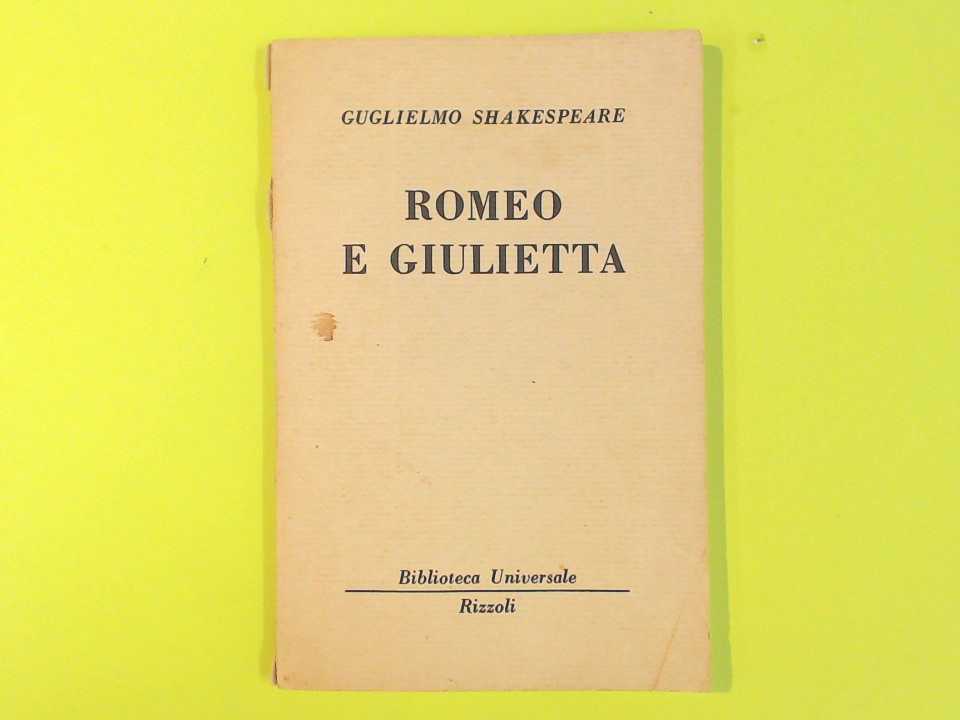 GUGLIELMO SHAKESPEARE
ROMEO
E GIULIETTA
Biblioteca Universale
Rizzoli